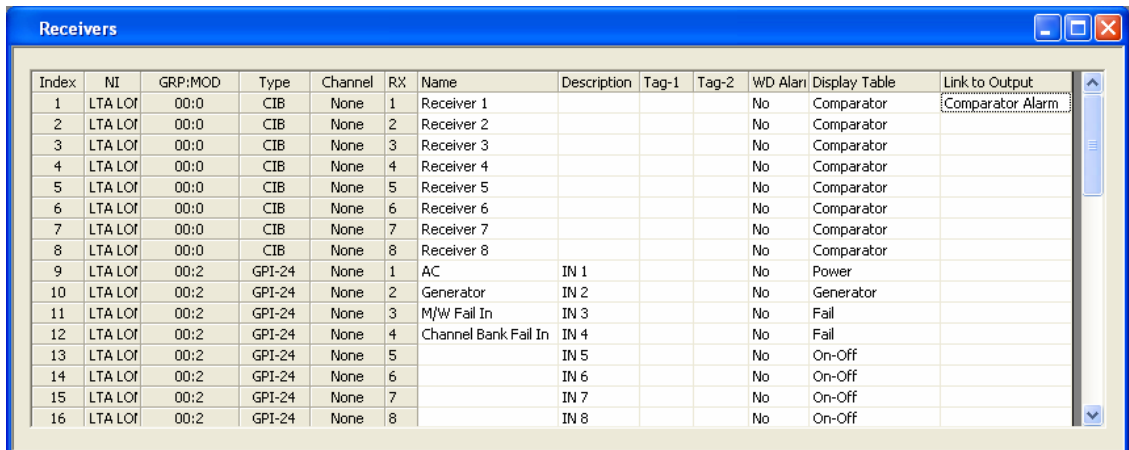 Receivers
Index NI GRP:MOD Type Channel RX Name Description Tag-1 Tag-2 WD Aları Display Table Link to Output
1 LTA LOI 00:0 CIB None 1 Receiver 1 No Comparator Comparator Alarm
2 LTA LOI 00:0 CIB None 2 Receiver 2 No Comparator
3 LTA LOI 00:0 CIB None 3 Receiver 3 No Comparator
4 LTA LOI 00:0 CIB None 4 Receiver 4 No Comparator
5 LTA LOI 00:0 CIB None 5 Receiver 5 No Comparator
6 LTA LOI 00:0 CIB None 6 Receiver 6 No Comparator
7 LTA LOI 00:0 CIB None 7 Receiver 7 No Comparator
8 LTA LOI 00:0 CIB None 8 Receiver 8 No Comparator
9 LTA LOI 00:2 GPI-24 None 1 AC IN 1 No Power
10 LTA LOI 00:2 GPI-24 None 2 Generator IN 2 No Generator
11 LTA LOI 00:2 GPI-24 None 3 M/W Fail In IN 3 No Fail
12 LTA LOI 00:2 GPI-24 None 4 Channel Bank Fail In IN 4 No Fail
13 LTA LOI 00:2 GPI-24 None 5 IN 5 No On-Off
14 LTA LOI 00:2 GPI-24 None 6 IN 6 No On-Off
15 LTA LOI 00:2 GPI-24 None 7 IN 7 No On-Off
16 LTA LOI 00:2 GPI-24 None 8 IN 8 No On-Off